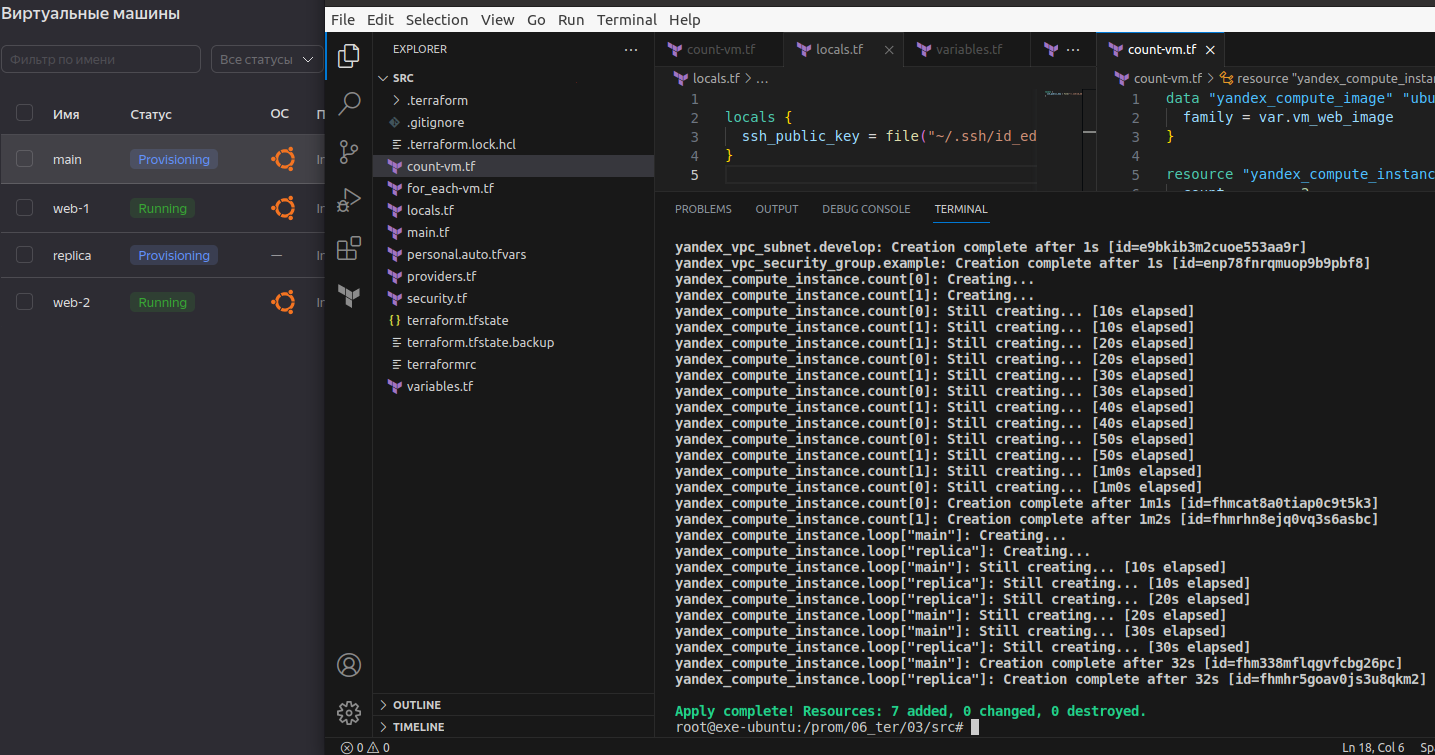 Виртуальные машины
Фильтр по имени
Все статусы
Имя Статус ОС
main Provisioning
web-1 Running
replica Provisioning —
web-2 Running
File Edit Selection View Go Run Terminal Help
EXPLORER ...
SRC
.terraform
.gitignore
.terraform.lock.hcl
count-vm.tf
for_each-vm.tf
locals.tf
main.tf
personal.auto.tfvars
providers.tf
security.tf
{} terraform.tfstate
terraform.tfstate.backup
terraformrc
variables.tf
OUTLINE
TIMELINE
count-vm.tf locals.tf variables.tf ...
locals.tf > ...
1
2 locals {
3 ssh_public_key = file("~/.ssh/id_ed
4 }
5
count-vm.tf
count-vm.tf > resource "yandex_compute_insta
1 data "yandex_compute_image" "ubu
2 family = var.vm_web_image
3 }
4
5 resource "yandex_compute_instanc
PROBLEMS OUTPUT DEBUG CONSOLE TERMINAL
yandex_vpc_subnet.develop: Creation complete after 1s [id=e9bkib3m2cuoe553aa9r]
yandex_vpc_security_group.example: Creation complete after 1s [id=enp78fnrqmuop9b9pbf8]
yandex_compute_instance.count[0]: Creating...
yandex_compute_instance.count[1]: Creating...
yandex_compute_instance.count[0]: Still creating... [10s elapsed]
yandex_compute_instance.count[1]: Still creating... [10s elapsed]
yandex_compute_instance.count[1]: Still creating... [20s elapsed]
yandex_compute_instance.count[0]: Still creating... [20s elapsed]
yandex_compute_instance.count[1]: Still creating... [30s elapsed]
yandex_compute_instance.count[0]: Still creating... [30s elapsed]
yandex_compute_instance.count[1]: Still creating... [40s elapsed]
yandex_compute_instance.count[0]: Still creating... [40s elapsed]
yandex_compute_instance.count[0]: Still creating... [50s elapsed]
yandex_compute_instance.count[1]: Still creating... [50s elapsed]
yandex_compute_instance.count[1]: Still creating... [1m0s elapsed]
yandex_compute_instance.count[0]: Still creating... [1m0s elapsed]
yandex_compute_instance.count[0]: Creation complete after 1m1s [id=fhmcat8a0tiap0c9t5k3]
yandex_compute_instance.count[1]: Creation complete after 1m2s [id=fhmrhn8ejq0vq3s6asbc]
yandex_compute_instance.loop["main"]: Creating...
yandex_compute_instance.loop["replica"]: Creating...
yandex_compute_instance.loop["main"]: Still creating... [10s elapsed]
yandex_compute_instance.loop["replica"]: Still creating... [10s elapsed]
yandex_compute_instance.loop["replica"]: Still creating... [20s elapsed]
yandex_compute_instance.loop["main"]: Still creating... [20s elapsed]
yandex_compute_instance.loop["main"]: Still creating... [30s elapsed]
yandex_compute_instance.loop["replica"]: Still creating... [30s elapsed]
yandex_compute_instance.loop["main"]: Creation complete after 32s [id=fhm338mflqgvfcbg26pc]
yandex_compute_instance.loop["replica"]: Creation complete after 32s [id=fhmhr5goav0js3u8qkm2]
Apply complete! Resources: 7 added, 0 changed, 0 destroyed.
root@exe-ubuntu:/prom/06_ter/03/src#
0 0 Ln 18, Col 6 Sp